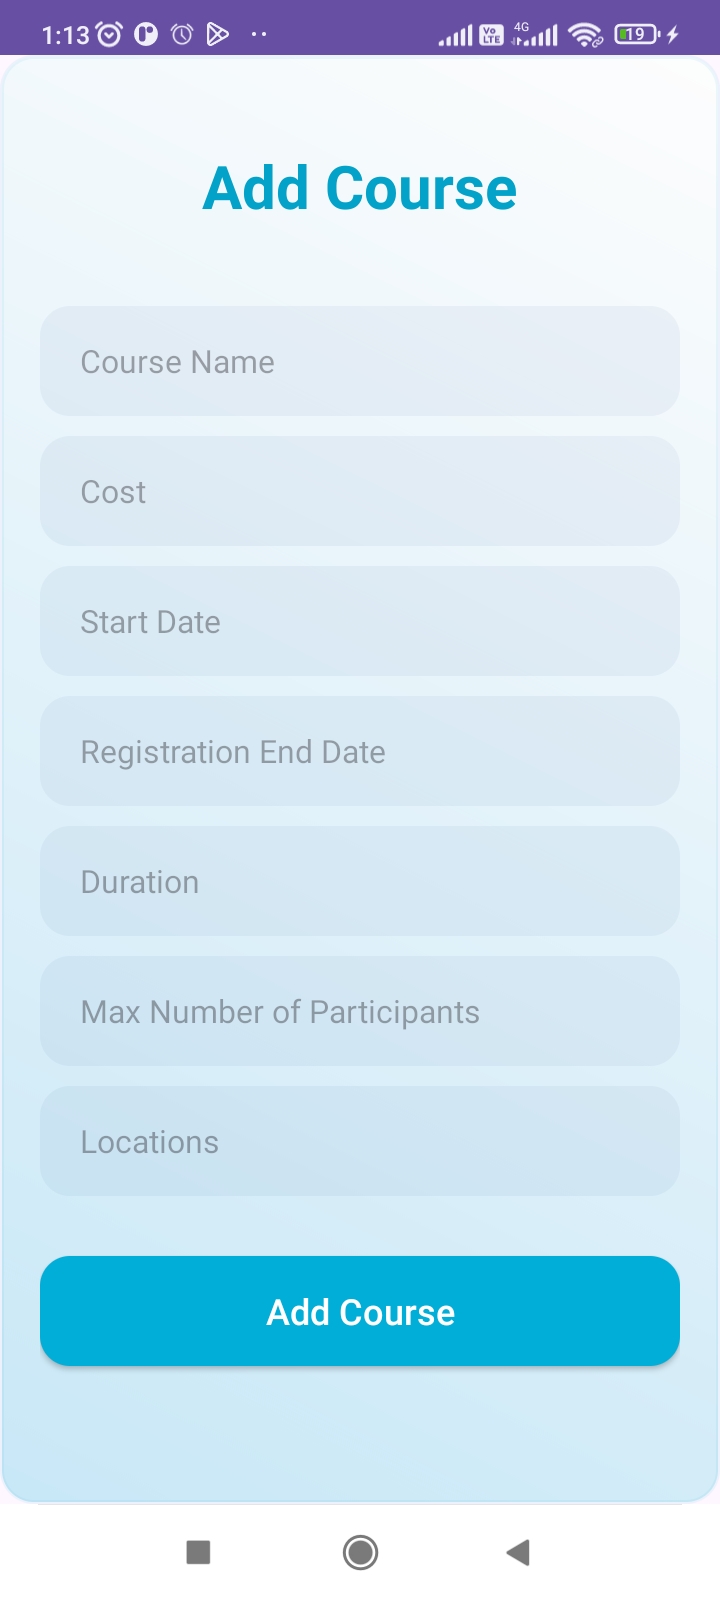 1:13 Vo LTE 4G 19
Add Course
Course Name
Cost
Start Date
Registration End Date
Duration
Max Number of Participants
Locations
Add Course